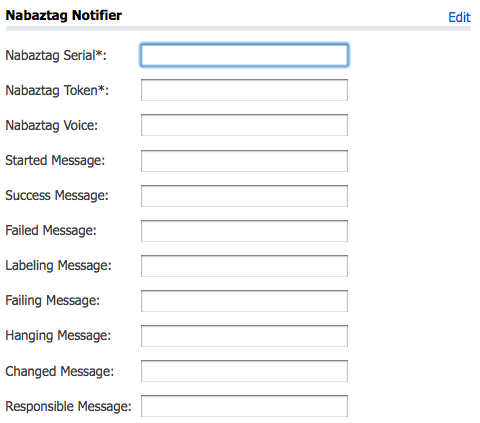 Nabaztag Notifier Edit
Nabaztag Serial*:
Nabaztag Token*:
Nabaztag Voice:
Started Message:
Success Message:
Failed Message:
Labeling Message:
Failing Message:
Hanging Message:
Changed Message:
Responsible Message: